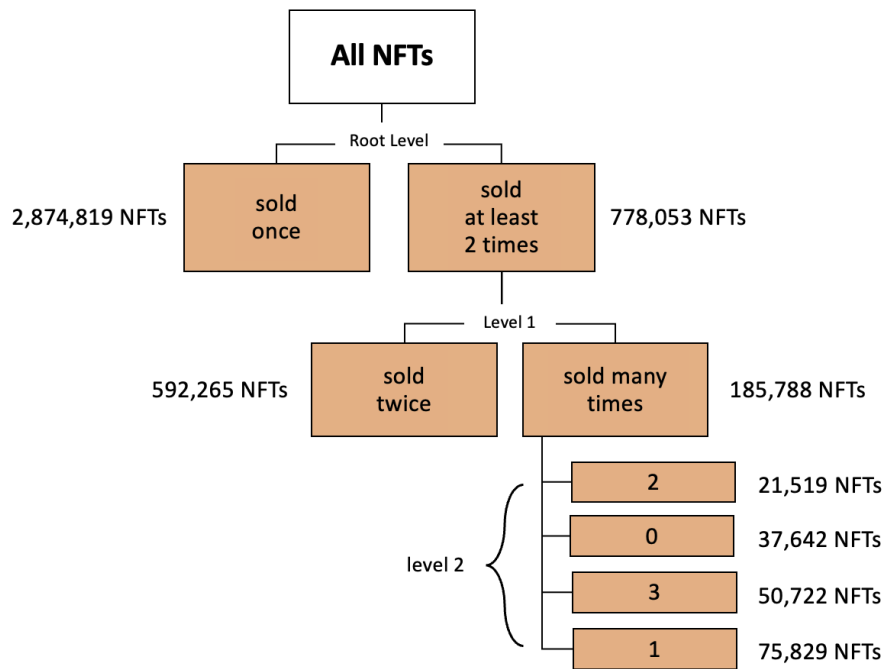 All NFTs
Root Level
2,874,819 NFTs
sold
once
sold
at least
2 times
778,053 NFTs
Level 1
592,265 NFTs
sold
twice
sold many
times
185,788 NFTs
level 2
2
21,519 NFTs
0
37,642 NFTs
3
50,722 NFTs
1
75,829 NFTs